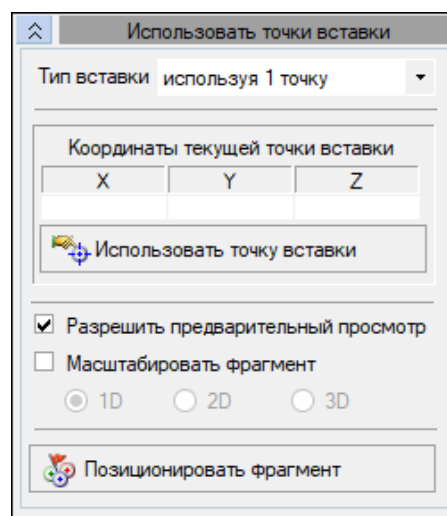 Использовать точки вставки
Тип вставки используя 1 точку
Координаты текущей точки вставки
X Y Z
Использовать точку вставки
Разрешить предварительный просмотр
Масштабировать фрагмент
1D 2D 3D
Позиционировать фрагмент